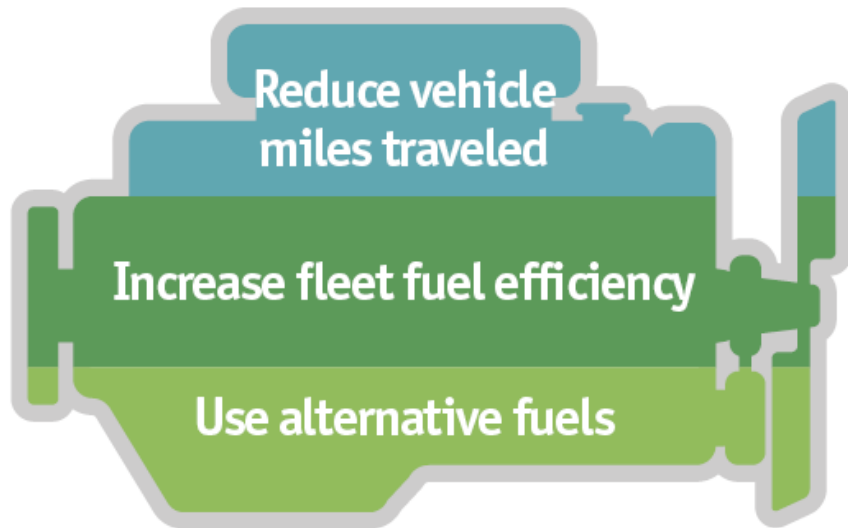 Reduce vehicle
miles traveled
Increase fleet fuel efficiency
Use alternative fuels